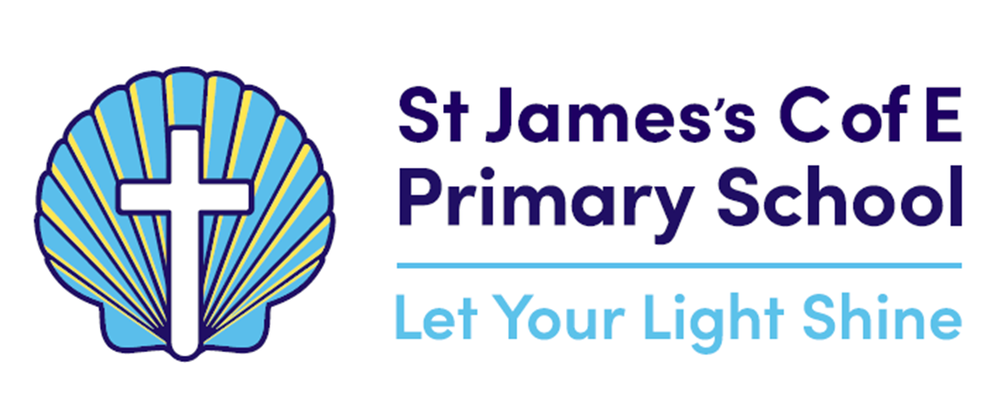 St James's C of E
Primary School
Let Your Light Shine